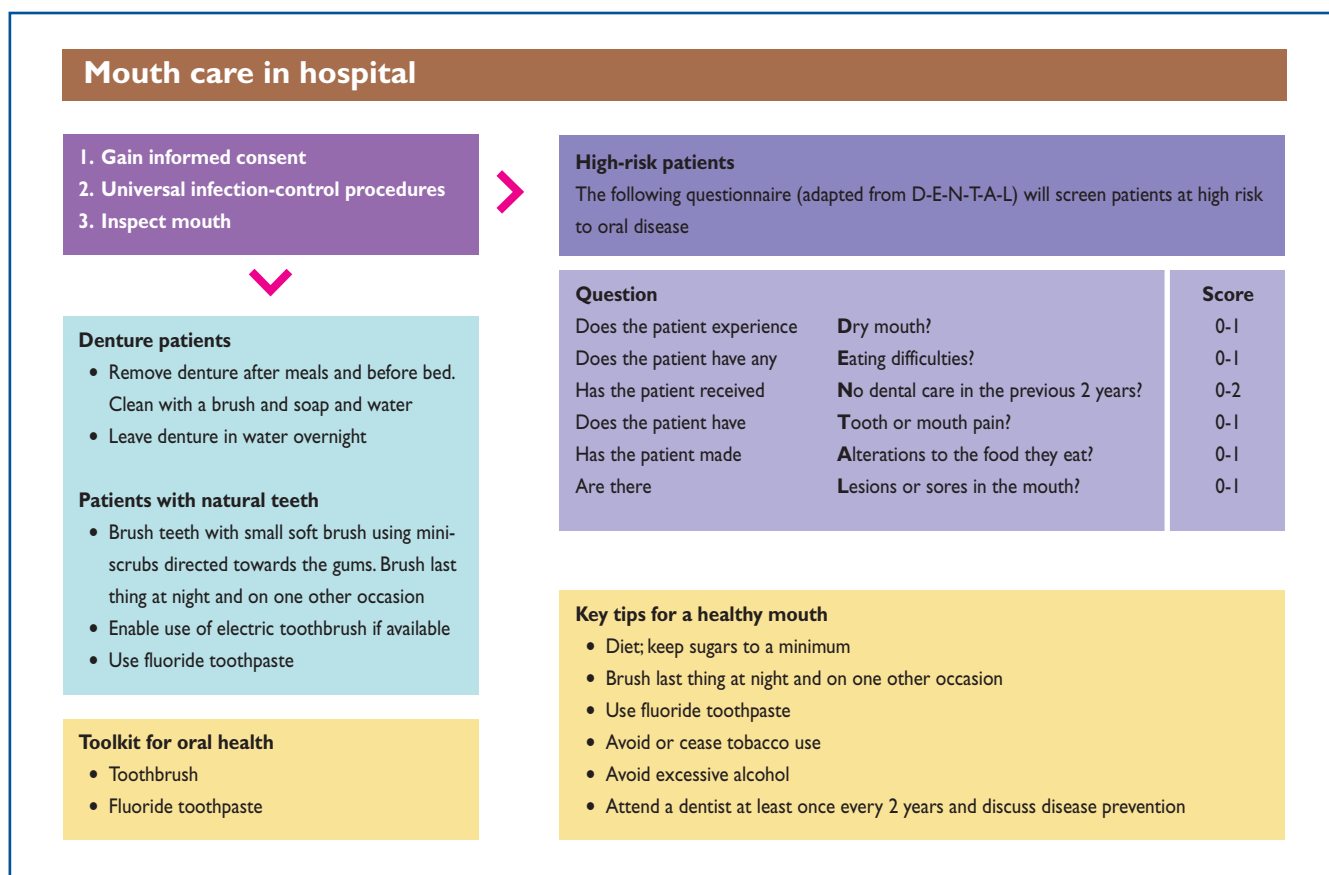 Mouth care in hospital
1. Gain informed consent
2. Universal infection-control procedures
3. Inspect mouth
Denture patients
• Remove denture after meals and before bed.
Clean with a brush and soap and water
• Leave denture in water overnight
Patients with natural teeth
• Brush teeth with small soft brush using mini-
scrubs directed towards the gums. Brush last
thing at night and on one other occasion
• Enable use of electric toothbrush if available
• Use fluoride toothpaste
Toolkit for oral health
• Toothbrush
• Fluoride toothpaste
High-risk patients
The following questionnaire (adapted from D-E-N-T-A-L) will screen patients at high risk
to oral disease
Question Score
Does the patient experience Dry mouth? 0-1
Does the patient have any Eating difficulties? 0-1
Has the patient received No dental care in the previous 2 years? 0-2
Does the patient have Tooth or mouth pain? 0-1
Has the patient made Alterations to the food they eat? 0-1
Are there Lesions or sores in the mouth? 0-1
Key tips for a healthy mouth
• Diet; keep sugars to a minimum
• Brush last thing at night and on one other occasion
• Use fluoride toothpaste
• Avoid or cease tobacco use
• Avoid excessive alcohol
• Attend a dentist at least once every 2 years and discuss disease prevention